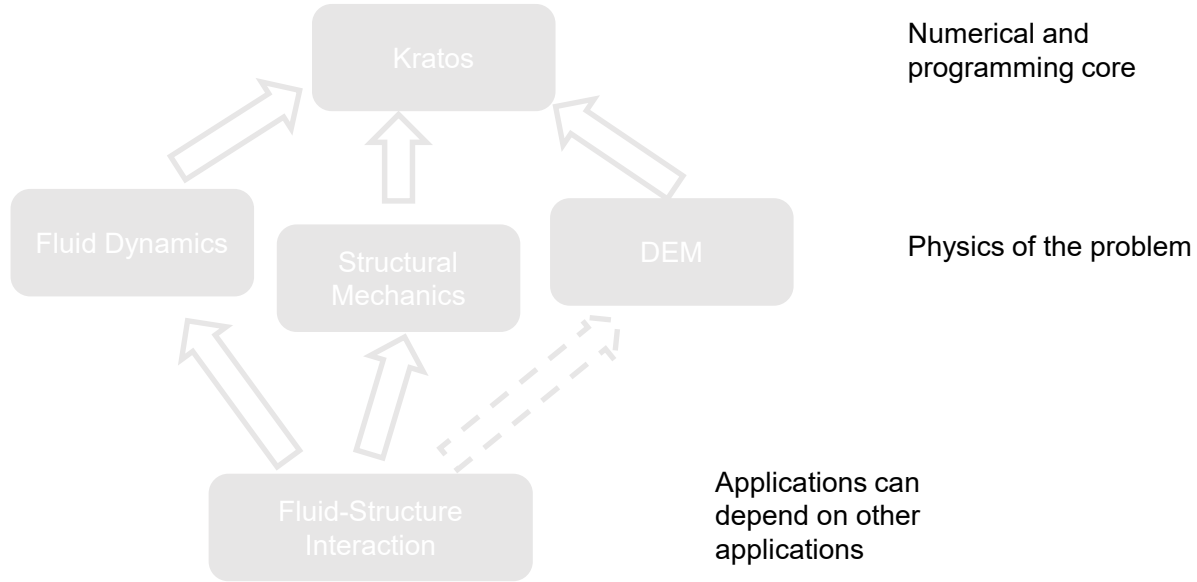 Kratos
Numerical and
programming core
Fluid Dynamics
Structural
Mechanics
DEM
Physics of the problem
Fluid-Structure
Interaction
Applications can
depend on other
applications